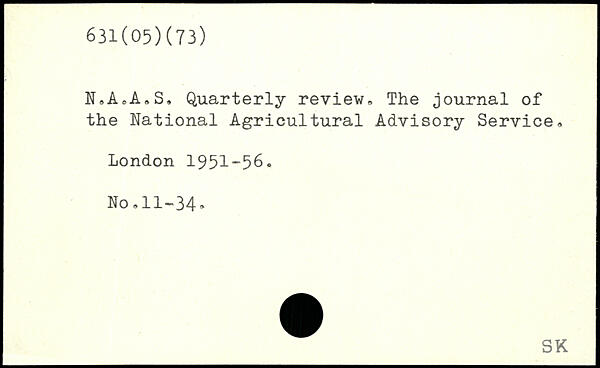 631(05)(73)
N.A.A.S. Quarterly review. The journal of
the National Agricultural Advisory Service.
London 1951-56.
No.11-34.
SK